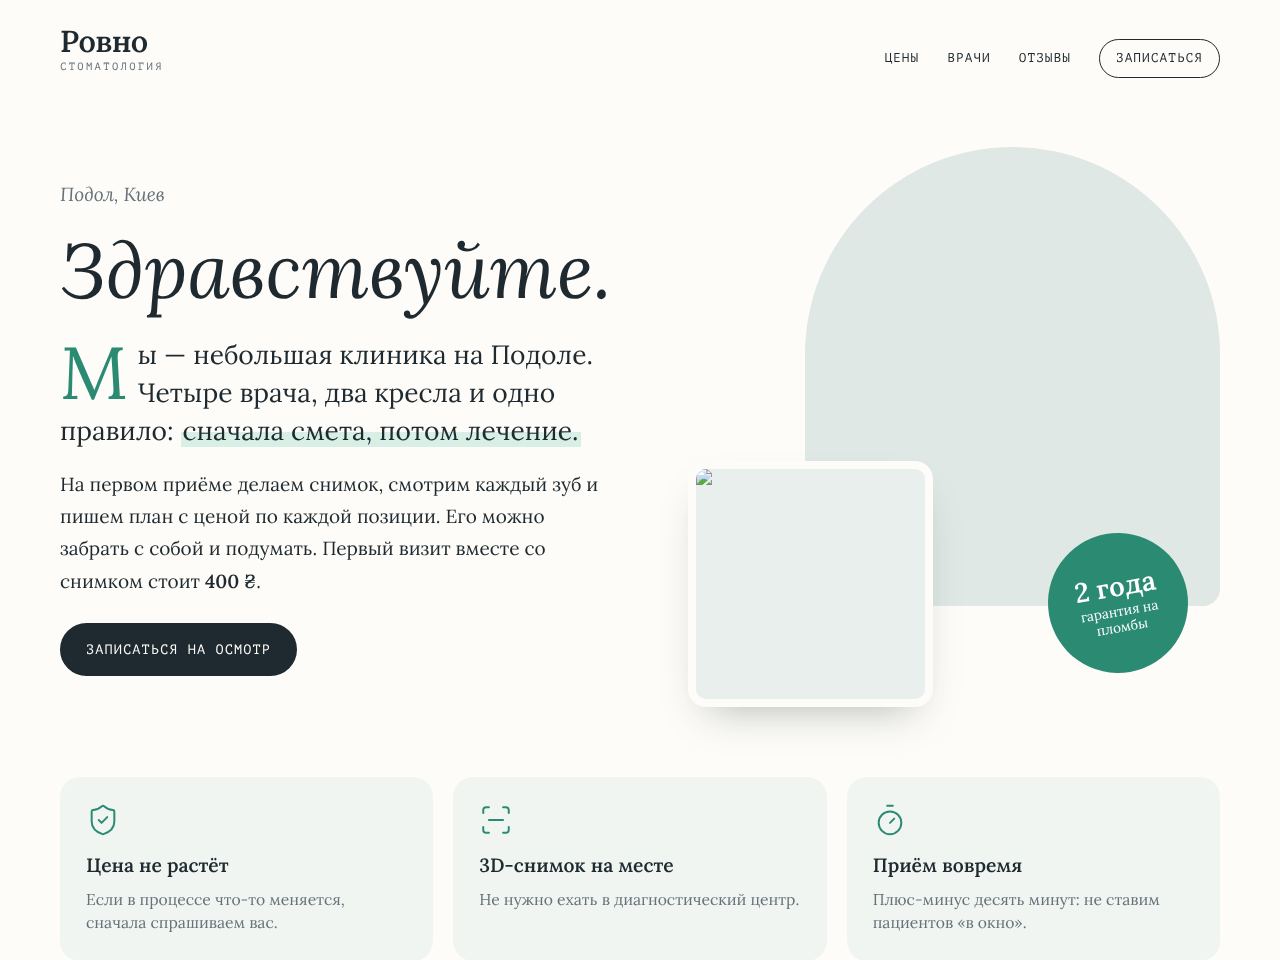 Ровно
СТОМАТОЛОГИЯ
ЦЕНЫ
ВРАЧИ
ОТЗЫВЫ
ЗАПИСАТЬСЯ
Подол, Киев
Здравствуйте.
Мы — небольшая клиника на Подоле.
Четыре врача, два кресла и одно
правило: сначала смета, потом лечение.
На первом приёме делаем снимок, смотрим каждый зуб и
пишем план с ценой по каждой позиции. Его можно
забрать с собой и подумать. Первый визит вместе со
снимком стоит 400 ₴.
ЗАПИСАТЬСЯ НА ОСМОТР
2 года
гарантия на
пломбы
Цена не растёт
Если в процессе что-то меняется,
сначала спрашиваем вас.
3D-снимок на месте
Не нужно ехать в диагностический центр.
Приём вовремя
Плюс-минус десять минут: не ставим
пациентов «в окно».